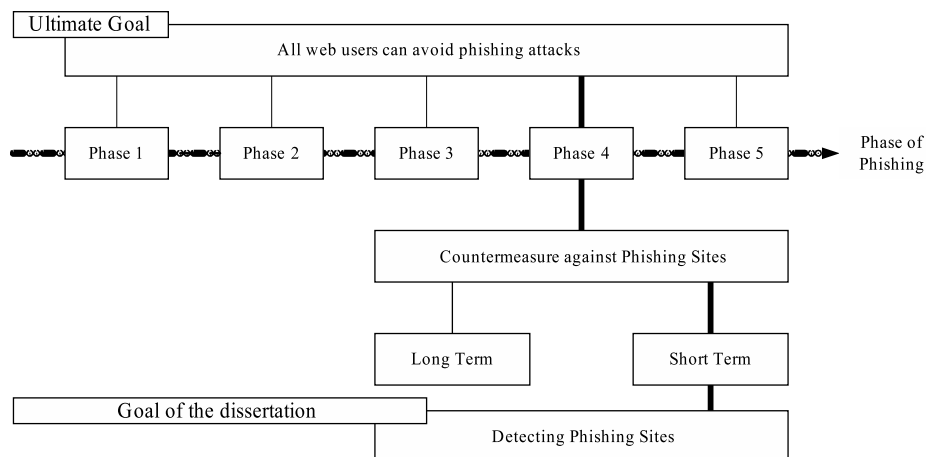 Ultimate Goal
All web users can avoid phishing attacks
Phase 1
Phase 2
Phase 3
Phase 4
Phase 5
Phase of
Phishing
Countermeasure against Phishing Sites
Long Term
Short Term
Goal of the dissertation
Detecting Phishing Sites